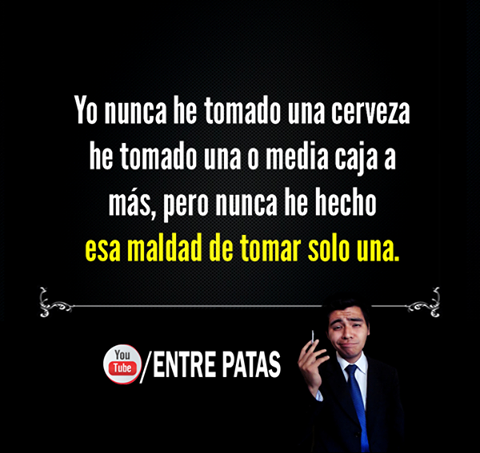 Yo nunca he tomado una cerveza
he tomado una o media caja a
más, pero nunca he hecho
esa maldad de tomar solo una.
You Tube /ENTRE PATAS